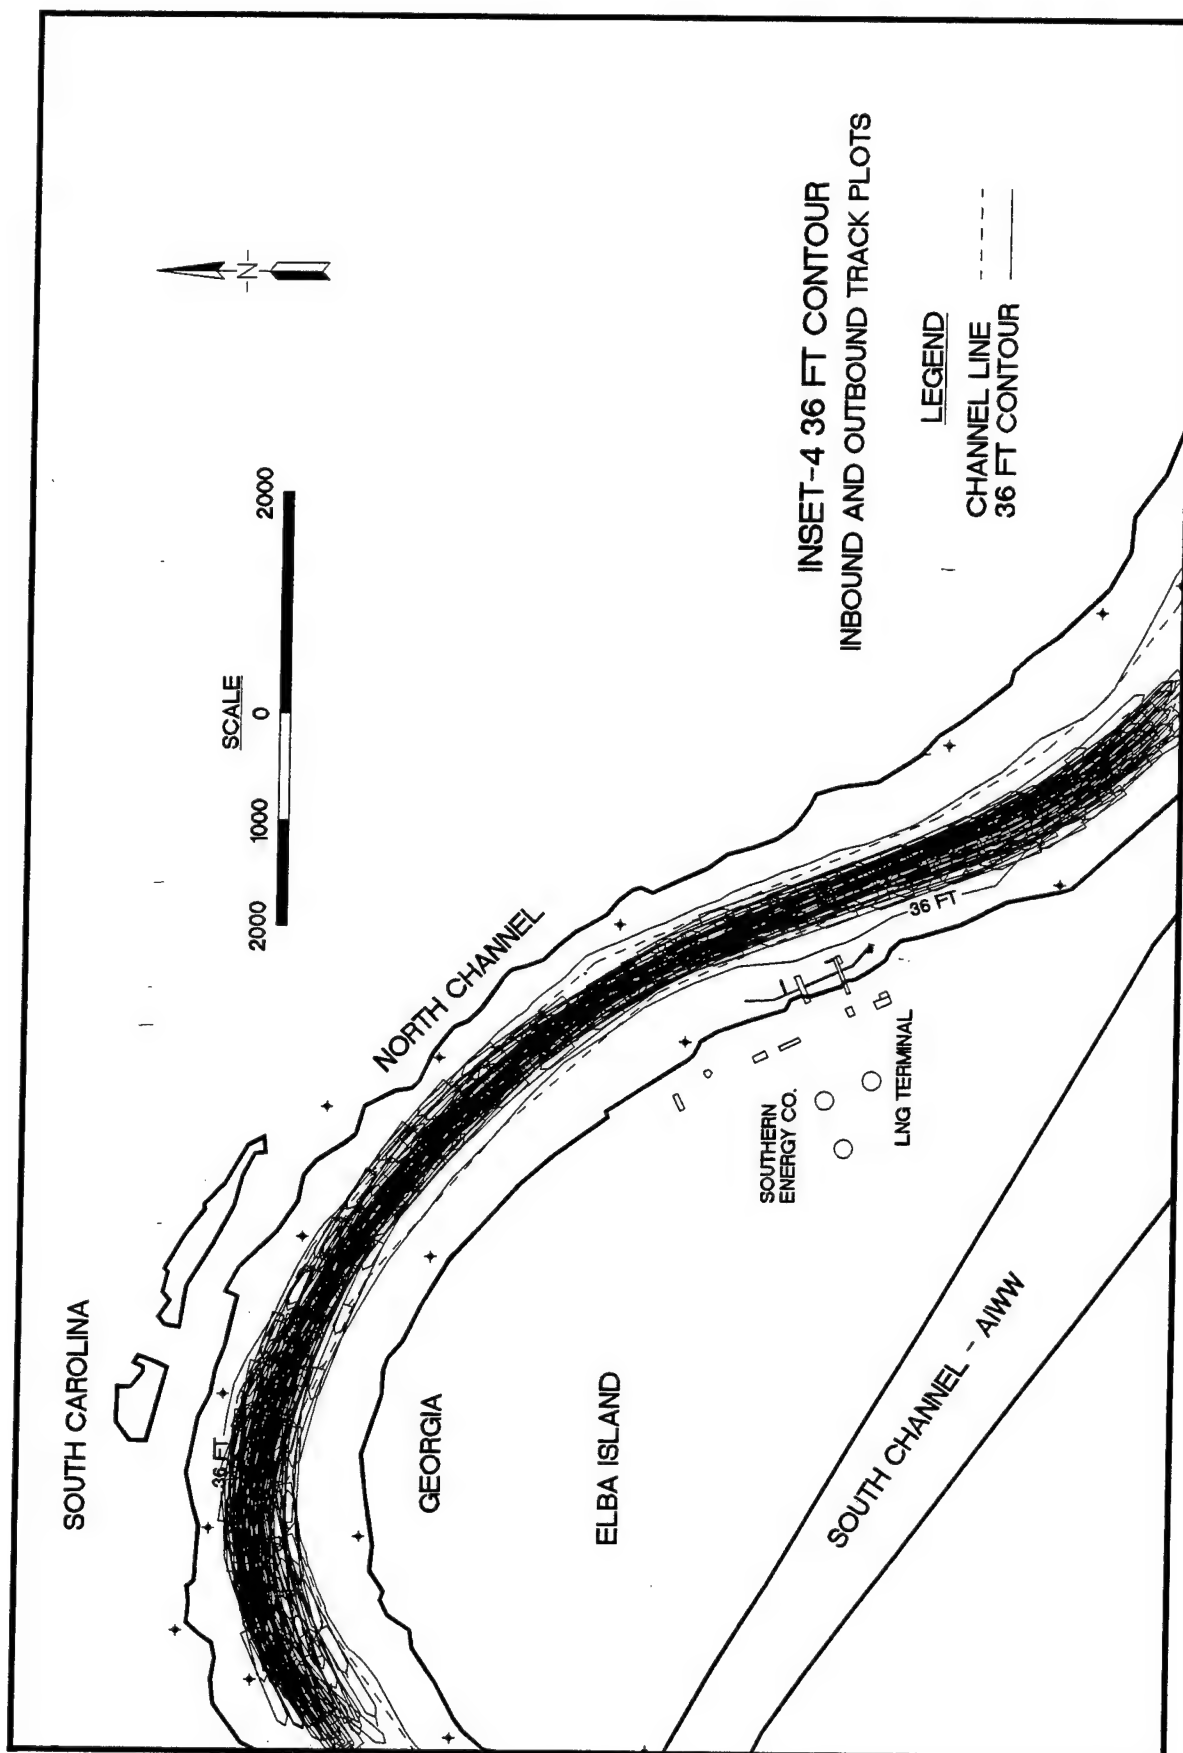 SOUTH CAROLINA
SCALE
2000 1000 0 2000
-N-
NORTH CHANNEL
36 FT
GEORGIA
ELBA ISLAND
SOUTHERN
ENERGY CO.
LNG TERMINAL
36 FT
SOUTH CHANNEL - AIWW
INSET-4 36 FT CONTOUR
INBOUND AND OUTBOUND TRACK PLOTS
LEGEND
CHANNEL LINE
36 FT CONTOUR